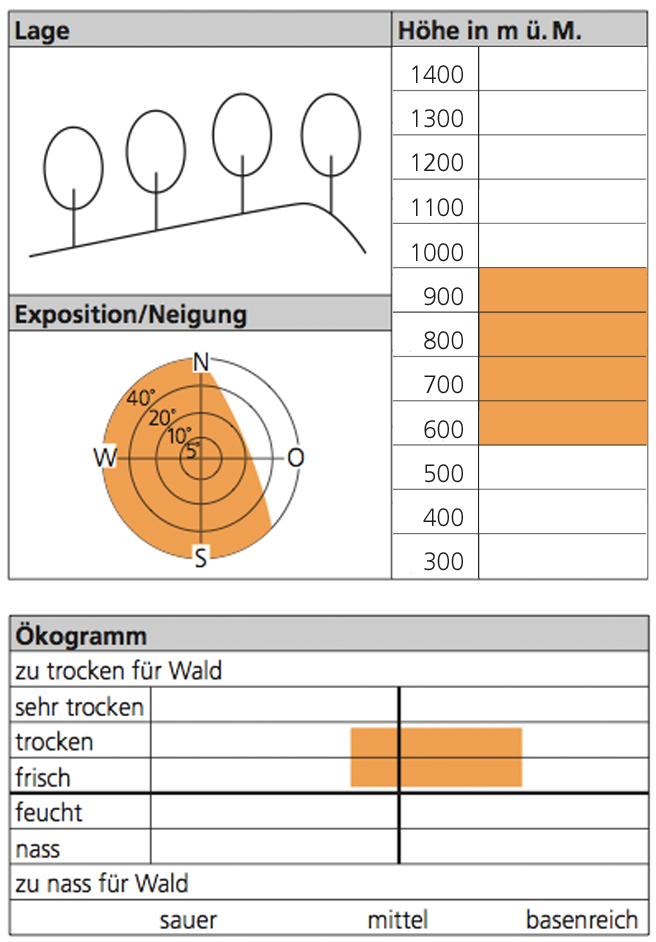 Lage
Höhe in m ü. M.
1400
1300
1200
1100
1000
900
800
700
600
500
400
300
Exposition/Neigung
N
40°
20°
10°
5°
W
O
S
Ökogramm
zu trocken für Wald
sehr trocken
trocken
frisch
feucht
nass
zu nass für Wald
sauer mittel basenreich